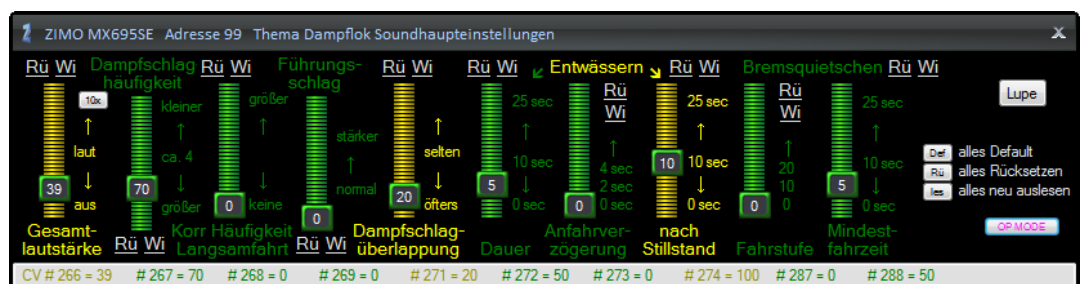 ZIMO MX695SE Adresse 99 Thema Dampflok Soundhaupteinstellungen X
Rü Wi Dampfschlag Rü Wi Führungs- Rü Wi Rü Wi ↙ Entwässern ↘ Rü Wi Bremsquietschen Rü Wi
häufigkeit schlag
10x kleiner größer 25 sec Rü Wi 25 sec Rü Wi 25 sec Lupe
↑ ↑ ↑ stärker ↑ ↑ ↑ ↑ ↑
laut ca. 4 ↑ selten 10 sec 4 sec 10 sec 20 10 sec
Def alles Default
Rü alles Rücksetzen
les alles neu auslesen
39 ↓ 70 ↓ ↓ normal ↓ 5 ↓ 2 sec 10 ↓ 10 5 ↓
aus größer 0 keine 0 20 öfters 0 sec 0 0 sec 0 sec 0 0 0 sec
OP MODE
Gesamt-
lautstärke
Rü Wi
Korr Häufigkeit
Langsamfahrt
Rü Wi
Dampfschlag-
überlappung
Dauer
Anfahrver-
zögerung
nach
Stillstand
Fahrstufe
Mindest-
fahrzeit
CV # 266 = 39 # 267 = 70 # 268 = 0 # 269 = 0 # 271 = 20 # 272 = 50 # 273 = 0 # 274 = 100 # 287 = 0 # 288 = 50